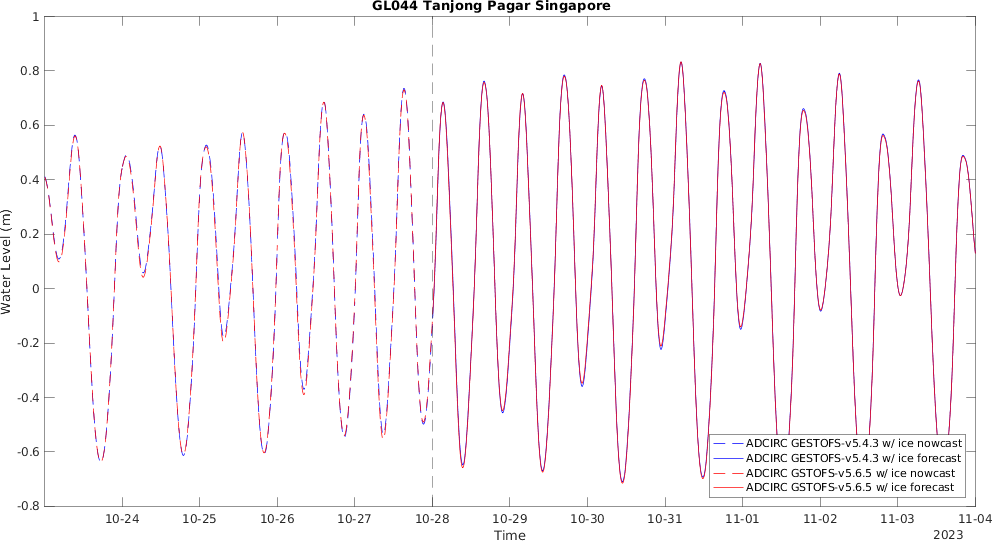 GL044 Tanjong Pagar Singapore
1
0.8
0.6
0.4
0.2
0
-0.2
-0.4
-0.6
-0.8
Water Level (m)
ADCIRC GESTOFS-v5.4.3 w/ ice nowcast
ADCIRC GESTOFS-v5.4.3 w/ ice forecast
ADCIRC GSTOFS-v5.6.5 w/ ice nowcast
ADCIRC GSTOFS-v5.6.5 w/ ice forecast
10-24 10-25 10-26 10-27 10-28 10-29 10-30 10-31 11-01 11-02 11-03 11-04
Time
2023